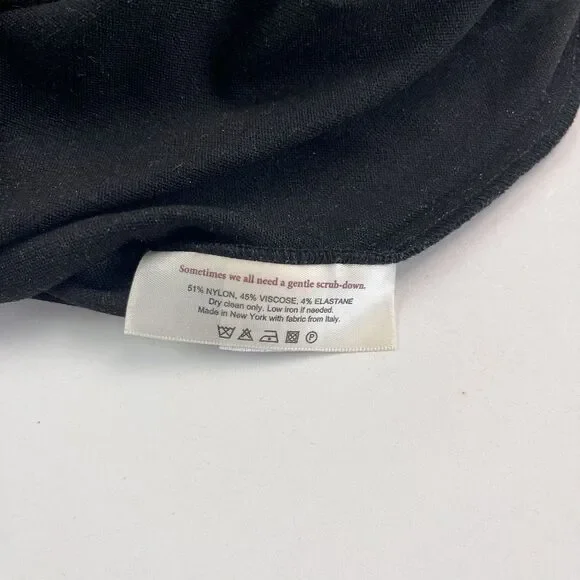 Sometimes we all need a gentle scrub-down.
51% NYLON, 45% VISCOSE, 4% ELASTANE
Dry clean only. Low iron if needed.
Made in New York with fabric from Italy.
P